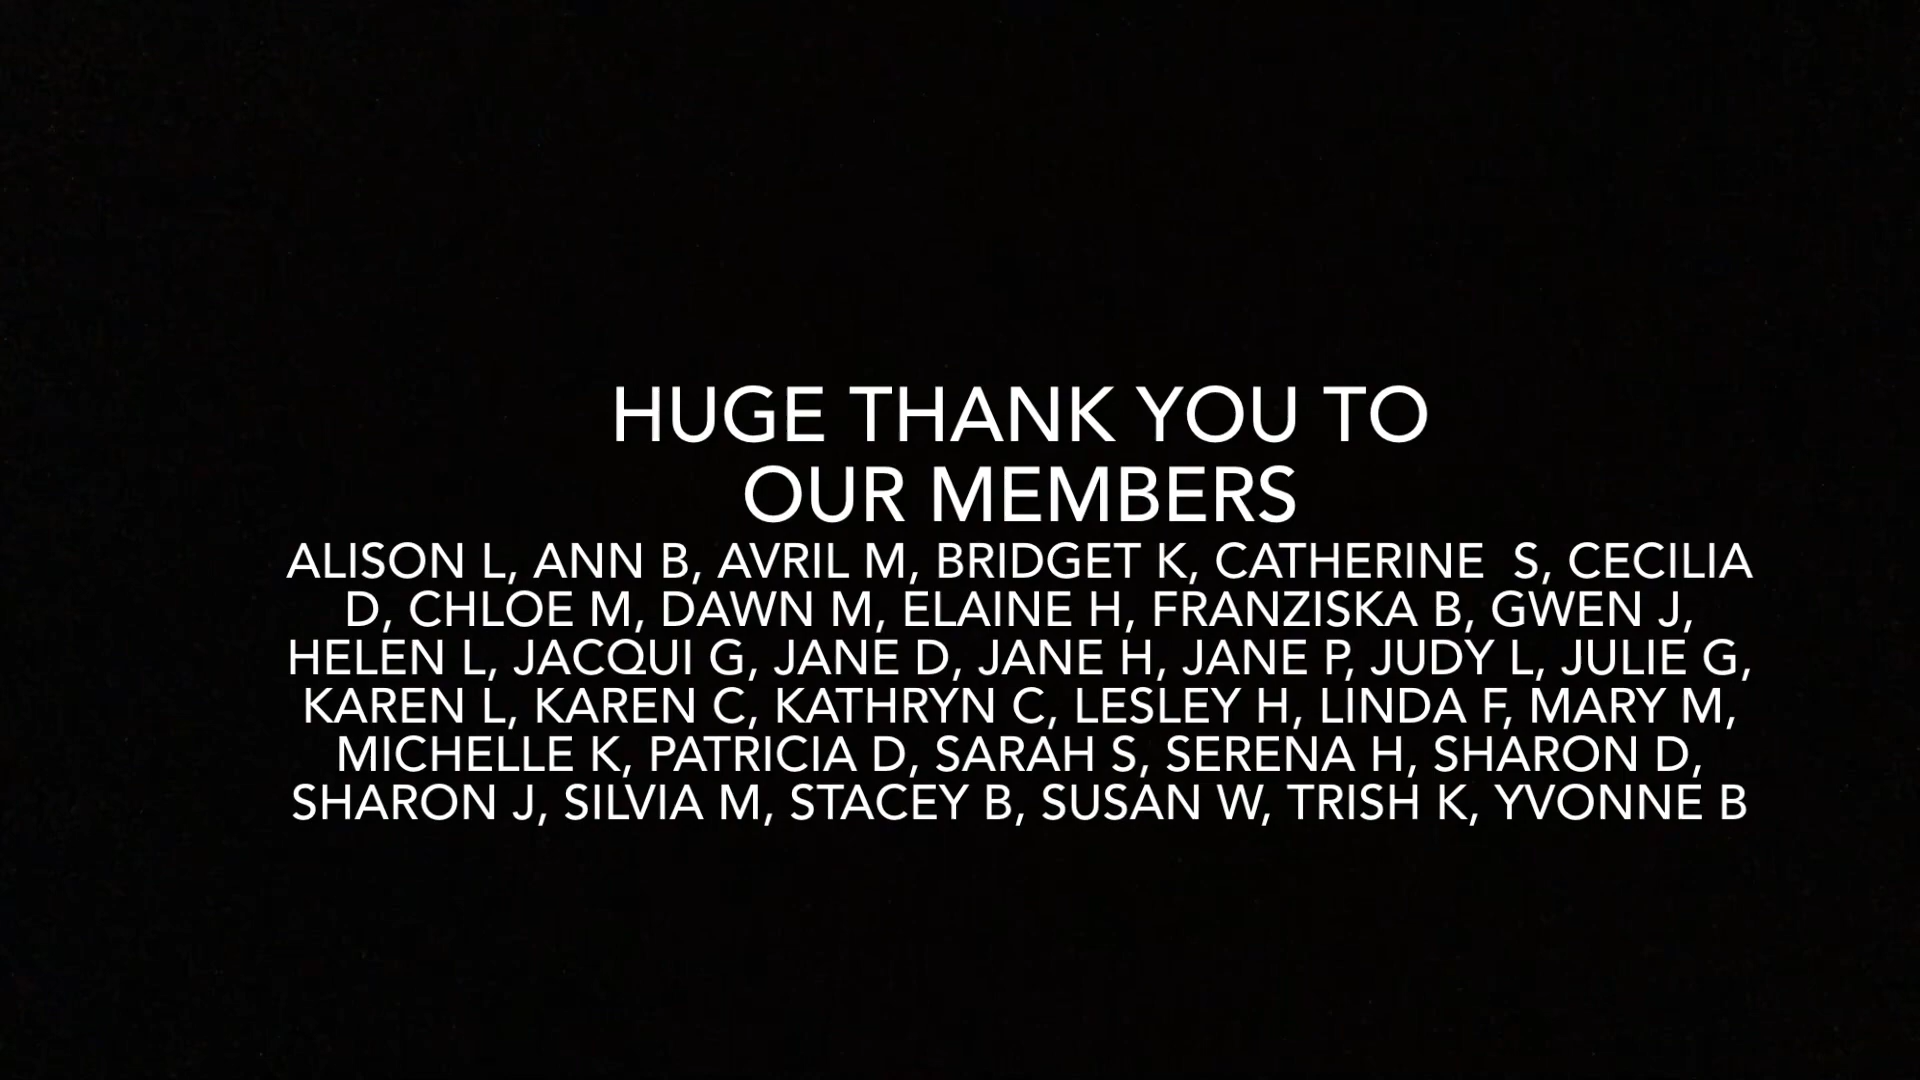 HUGE THANK YOU TO
OUR MEMBERS
ALISON L, ANN B, AVRIL M, BRIDGET K, CATHERINE  S, CECILIA
D, CHLOE M, DAWN M, ELAINE H, FRANZISKA B, GWEN J,
HELEN L, JACQUI G, JANE D, JANE H, JANE P, JUDY L, JULIE G,
KAREN L, KAREN C, KATHRYN C, LESLEY H, LINDA F, MARY M,
MICHELLE K, PATRICIA D, SARAH S, SERENA H, SHARON D,
SHARON J, SILVIA M, STACEY B, SUSAN W, TRISH K, YVONNE B